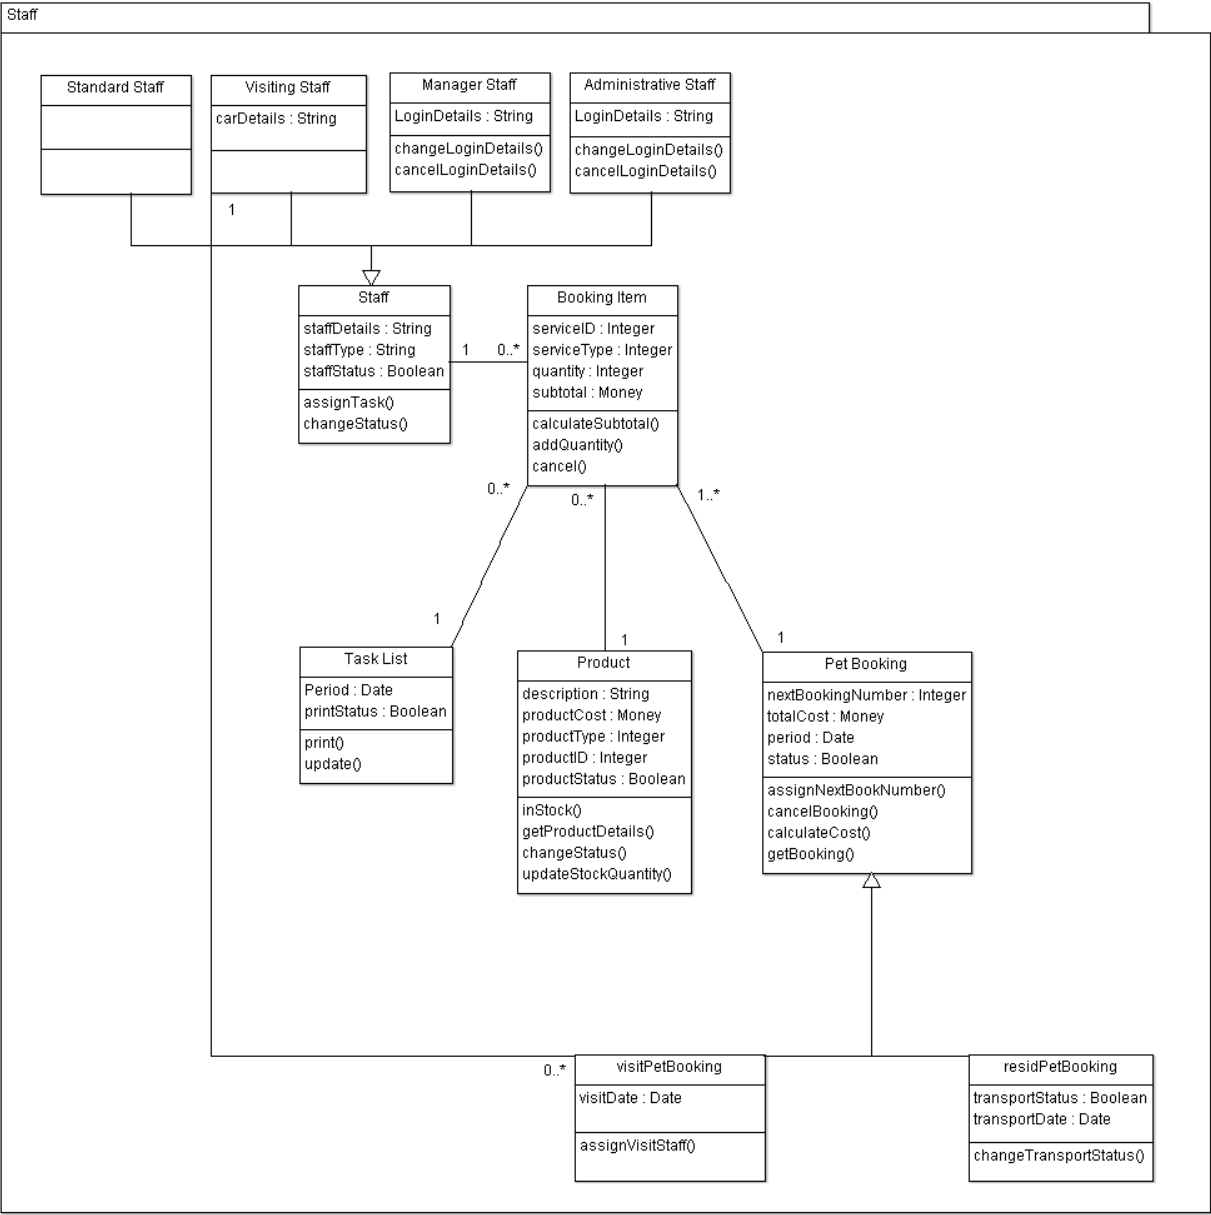 Staff
Standard Staff
Visiting Staff
carDetails : String
Manager Staff
LoginDetails : String
changeLoginDetails()
cancelLoginDetails()
Administrative Staff
LoginDetails : String
changeLoginDetails()
cancelLoginDetails()
1
Staff
staffDetails : String
staffType : String
staffStatus : Boolean
assignTask()
changeStatus()
1
0..*
Booking Item
serviceID : Integer
serviceType : Integer
quantity : Integer
subtotal : Money
calculateSubtotal()
addQuantity()
cancel()
0..*
0..*
1..*
1
1
1
Task List
Period : Date
printStatus : Boolean
print()
update()
Product
description : String
productCost : Money
productType : Integer
productID : Integer
productStatus : Boolean
inStock()
getProductDetails()
changeStatus()
updateStockQuantity()
Pet Booking
nextBookingNumber : Integer
totalCost : Money
period : Date
status : Boolean
assignNextBookNumber()
cancelBooking()
calculateCost()
getBooking()
0..*
visitPetBooking
visitDate : Date
assignVisitStaff()
residPetBooking
transportStatus : Boolean
transportDate : Date
changeTransportStatus()